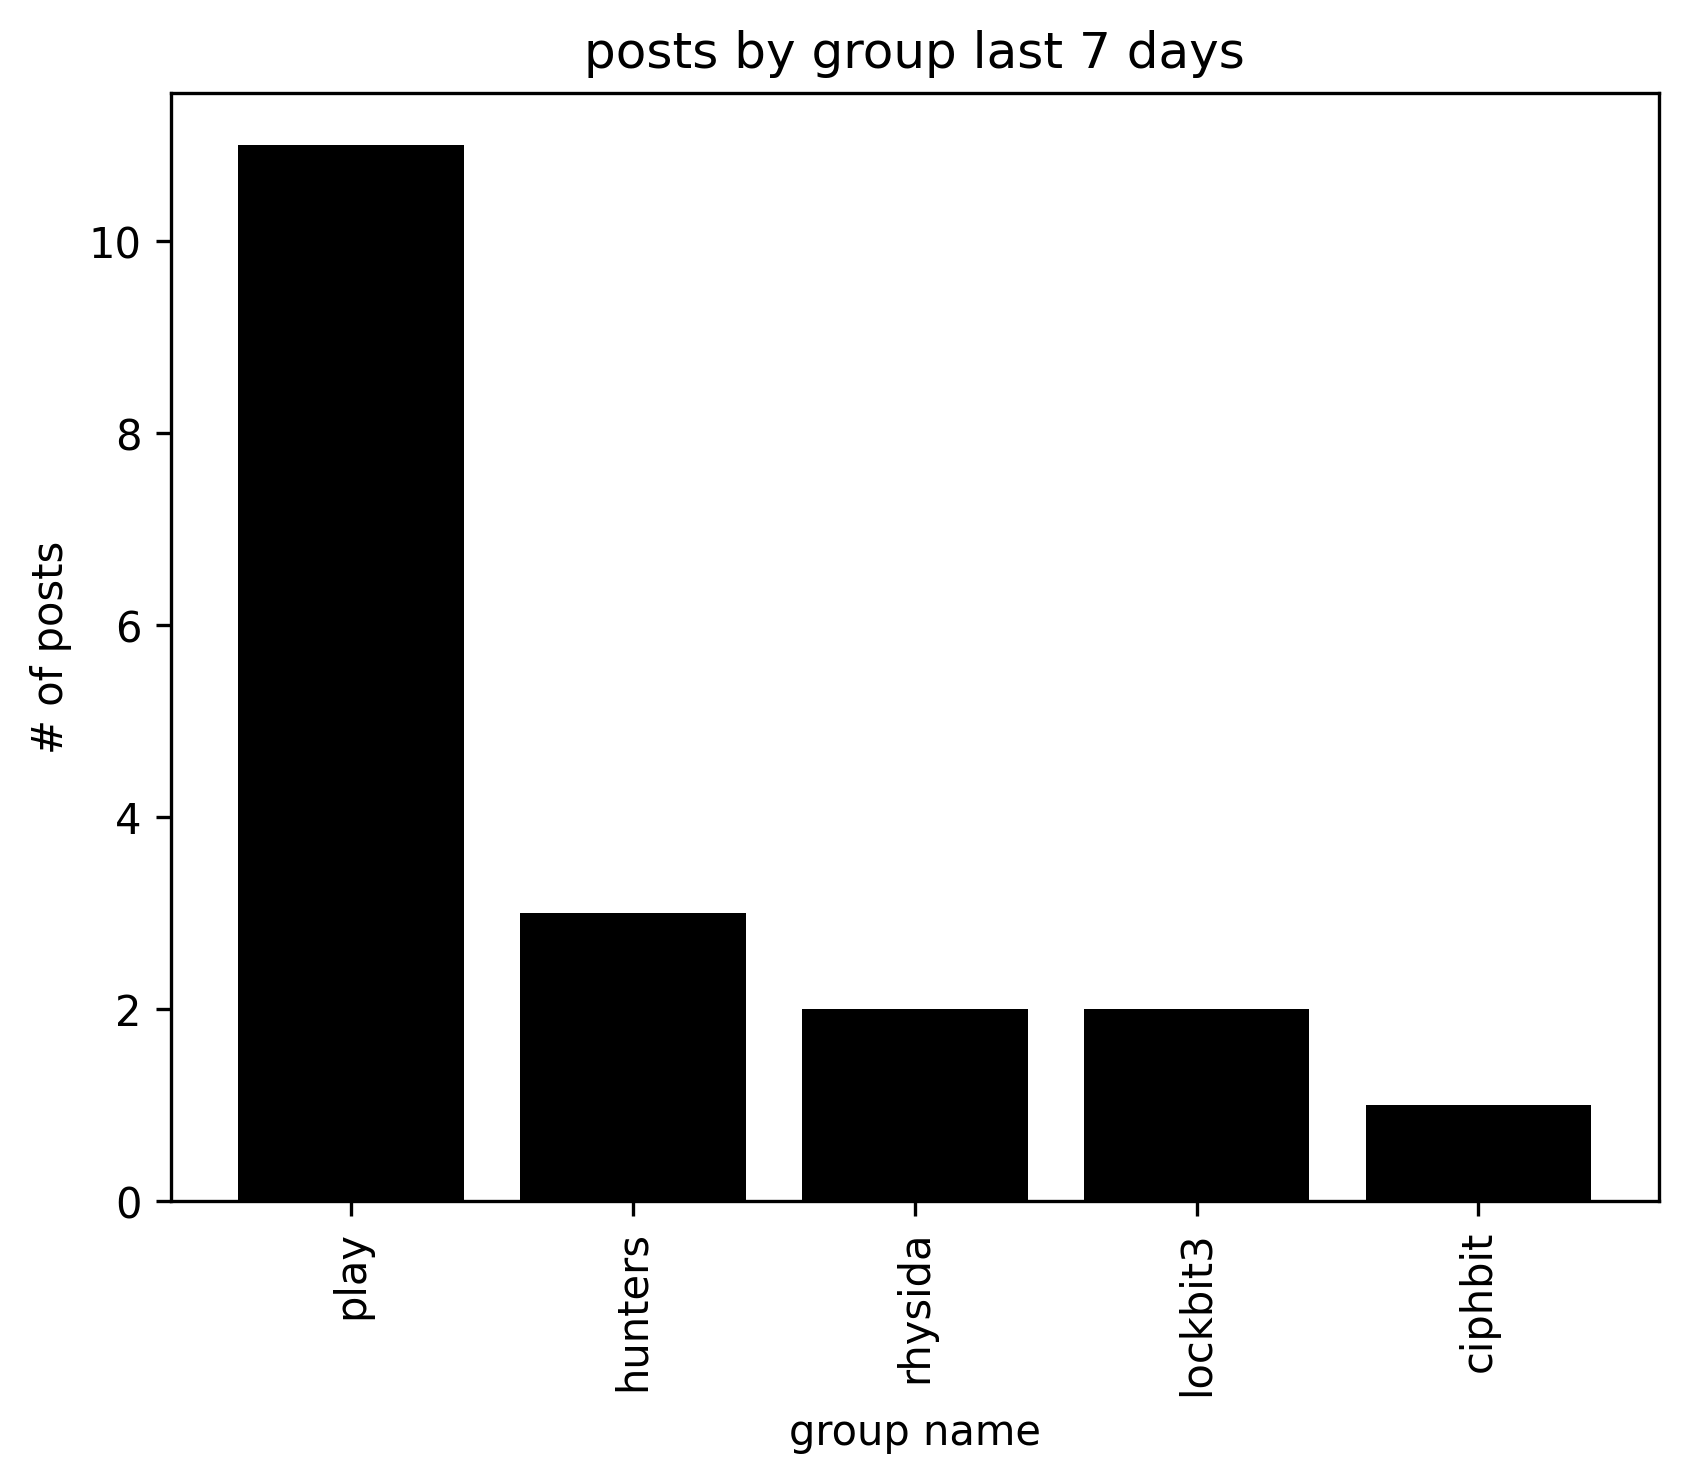 posts by group last 7 days
10
8
6
4
2
0
# of posts
play
hunters
rhysida
lockbit3
ciphbit
group name